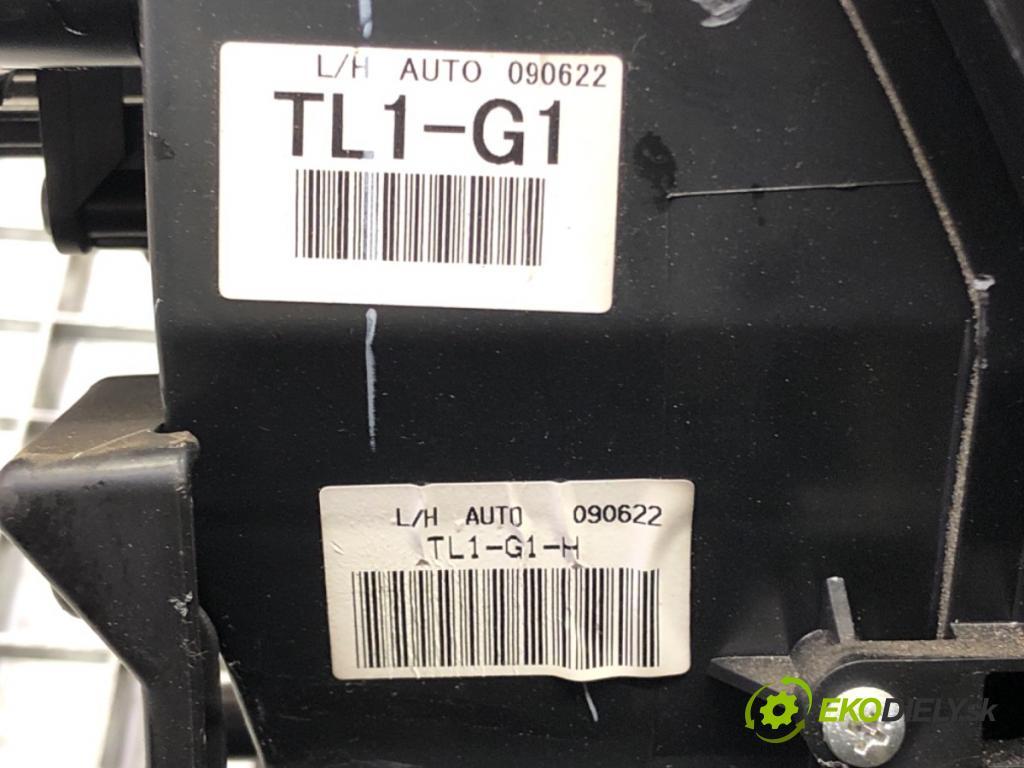 L/H AUTO 090622
TL1-G1
L/H AUTO 090622
TL1-G1-H
EKODIELY.sk